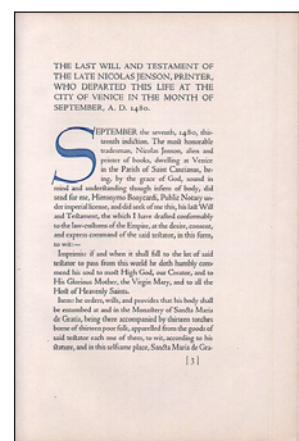 THE LAST WILL AND TESTAMENT OF
THE LATE NICOLAS JENSON, PRINTER,
WHO DEPARTED THIS LIFE AT THE
CITY OF VENICE IN THE MONTH OF
SEPTEMBER, A. D. 1480.
SEPTEMBER the seventh, 1480, thir-
teenth indiction. The most honorable
tradesman, Nicolas Jenson, alien and
printer of books, dwelling at Venice
in the Parish of Saint Cantianus, be-
ing, by the grace of God, sound in
mind and understanding though infirm of body, did
send for me, Hieronymo Bonycardi, Public Notary un-
der imperial license, and did seek of me this, his last Will
and Testament, the which I have drafted conformably
to the law-customs of the Empire, at the desire, consent,
and express command of the said testator, in this form,
to wit:—
Imprimis: if and when it shall fall to the lot of said
testator to pass from this world he doth humbly com-
mend his soul to most High God, our Creator, and to
His Glorious Mother, the Virgin Mary, and to all the
Host of Heavenly Saints.
Item: he orders, wills, and provides that his body shall
be entombed at and in the Monastery of Sancta Maria
de Gratia, being there accompanied by thirteen torches
borne of thirteen poor folk, apparelled from the goods of
said testator each one of them, to wit, according to his
stature, and in this selfsame place, Sancta Maria de Gra-
[3]